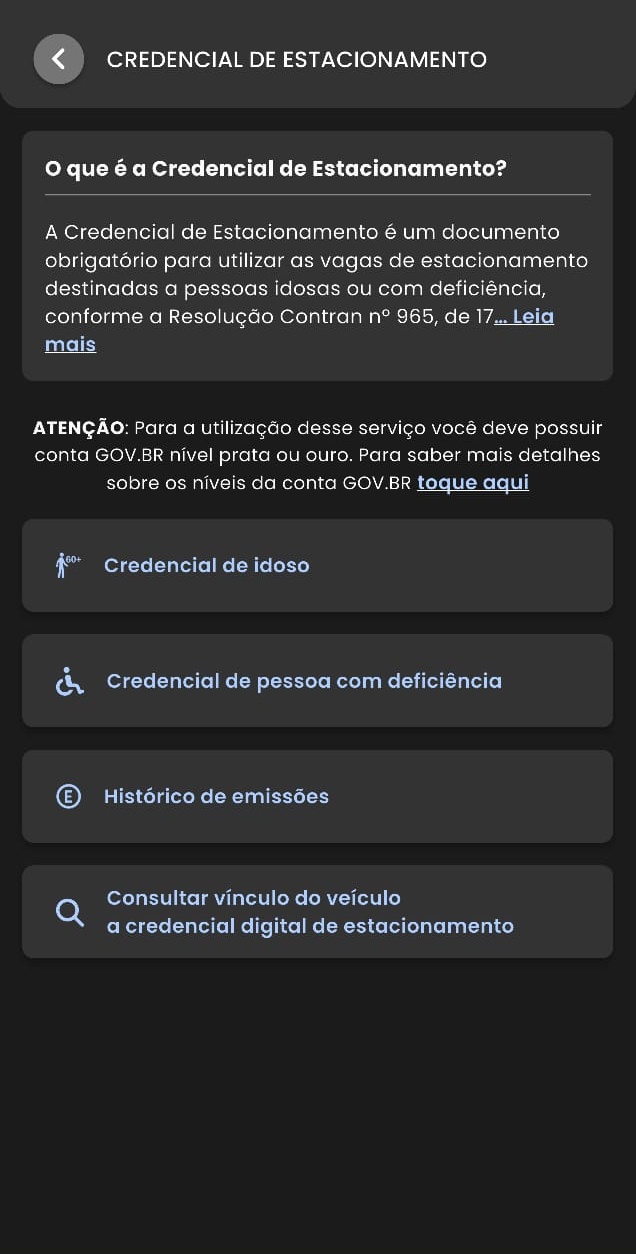 CREDENCIAL DE ESTACIONAMENTO
O que é a Credencial de Estacionamento?
A Credencial de Estacionamento é um documento
obrigatório para utilizar as vagas de estacionamento
destinadas a pessoas idosas ou com deficiência,
conforme a Resolução Contran nº 965, de 17... Leia
mais
ATENÇÃO: Para a utilização desse serviço você deve possuir
conta GOV.BR nível prata ou ouro. Para saber mais detalhes
sobre os níveis da conta GOV.BR toque aqui
60+
Credencial de idoso
Credencial de pessoa com deficiência
E
Histórico de emissões
Consultar vínculo do veículo
a credencial digital de estacionamento